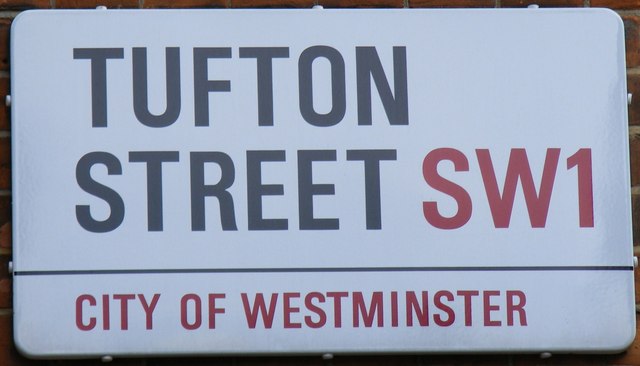 TUFTON
STREET SW1
CITY OF WESTMINSTER